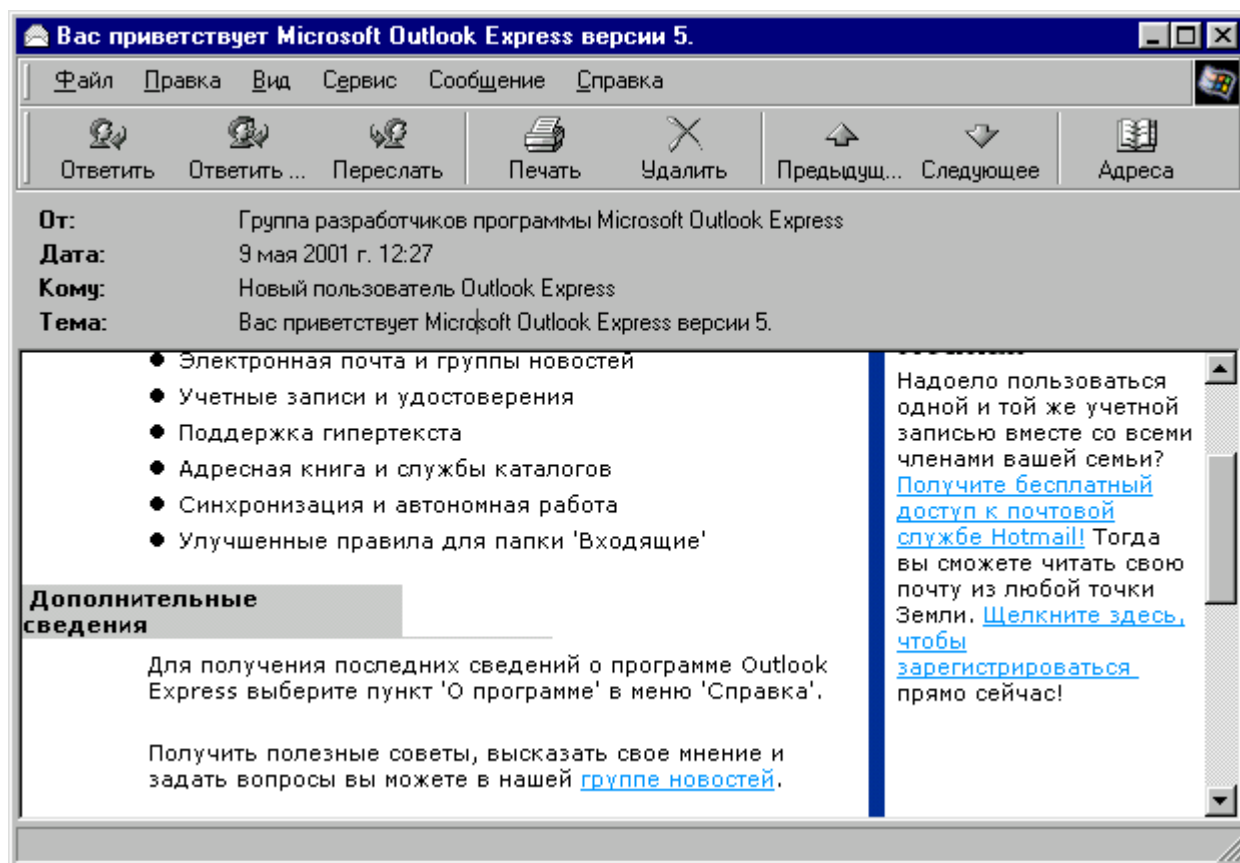 Вас приветствует Microsoft Outlook Express версии 5.
Файл Правка Вид Сервис Сообщение Справка
Ответить Ответить ... Переслать Печать Удалить Предыдущ... Следующее Адреса
От: Группа разработчиков программы Microsoft Outlook Express
Дата: 9 мая 2001 г. 12:27
Кому: Новый пользователь Outlook Express
Тема: Вас приветствует Microsoft Outlook Express версии 5.
● Электронная почта и группы новостей
● Учетные записи и удостоверения
● Поддержка гипертекста
● Адресная книга и службы каталогов
● Синхронизация и автономная работа
● Улучшенные правила для папки 'Входящие'
Дополнительные
сведения
Для получения последних сведений о программе Outlook
Express выберите пункт 'О программе' в меню 'Справка'.
Получить полезные советы, высказать свое мнение и
задать вопросы вы можете в нашей группе новостей.
Надоело пользоваться
одной и той же учетной
записью вместе со всеми
членами вашей семьи?
Получите бесплатный
доступ к почтовой
службе Hotmail! Тогда
вы сможете читать свою
почту из любой точки
Земли. Щелкните здесь,
чтобы
зарегистрироваться
прямо сейчас!